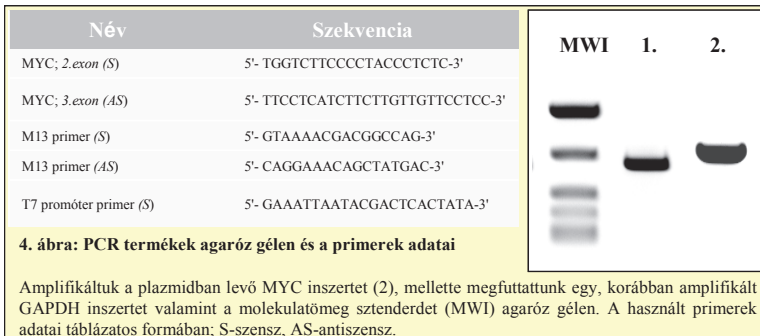 Név Szekvencia
MYC; 2.exon (S) 5'- TGGTCTTCCCCTACCCTCTC-3'
MYC; 3.exon (AS) 5'- TTCCTCATCTTCTTGTTGTTCCTCC-3'
M13 primer (S) 5'- GTAAAACGACGGCCAG-3'
M13 primer (AS) 5'- CAGGAAACAGCTATGAC-3'
T7 promóter primer (S) 5'- GAAATTAATACGACTCACTATA-3'
4. ábra: PCR termékek agaróz gélen és a primerek adatai
MWI 1. 2.
Amplifikáltuk a plazmidban levő MYC inszertet (2), mellette megfuttattunk egy, korábban amplifikált
GAPDH inszertet valamint a molekulatömeg sztenderdet (MWI) agaróz gélen. A használt primerek
adatai táblázatos formában; S-szensz, AS-antiszensz.